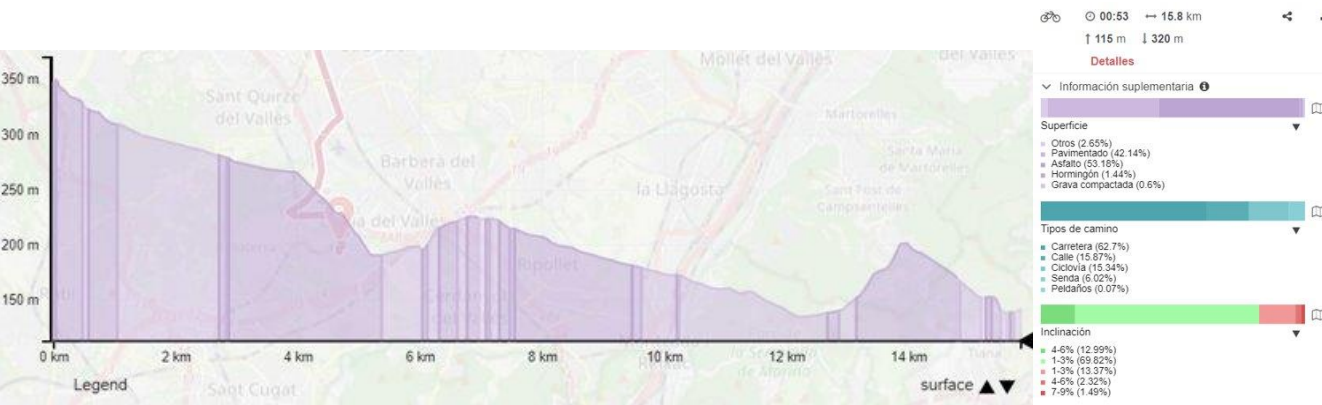 350 m
300 m
250 m
200 m
150 m
0 km 2 km 4 km 6 km 8 km 10 km 12 km 14 km
Legend
surface ▲ ▼
Mollet del Vallès
del Vallès
Sant Quirze
del Vallès
Martorelles
Barberà del
Vallès
Santa Maria
de Martorelles
la Llagosta
Sant Fost de
Campsentelles
Ripollet
Sant Cugat
Tiana
00:53 15.8 km
↑ 115 m ↓ 320 m
Detalles
Información suplementaria
Superficie
Otros (2.65%)
Pavimentado (42.14%)
Asfalto (53.18%)
Hormingón (1.44%)
Grava compactada (0.6%)
Tipos de camino
Carretera (62.7%)
Calle (15.87%)
Ciclovía (15.34%)
Senda (6.02%)
Peldaños (0.07%)
Inclinación
4-6% (12.99%)
1-3% (69.82%)
1-3% (13.37%)
4-6% (2.32%)
7-9% (1.49%)